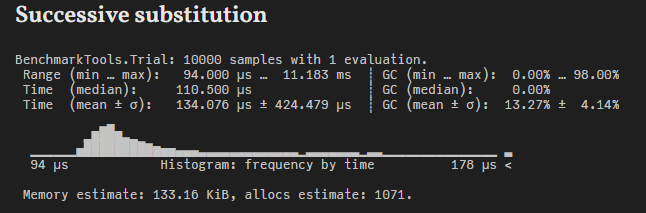 Successive substitution
BenchmarkTools.Trial: 10000 samples with 1 evaluation.
Range (min … max): 94.000 μs … 11.183 ms ┊ GC (min … max): 0.00% … 98.00%
Time (median): 110.500 μs ┊ GC (median): 0.00%
Time (mean ± σ): 134.076 μs ± 424.479 μs ┊ GC (mean ± σ): 13.27% ± 4.14%
94 μs Histogram: frequency by time 178 μs <
Memory estimate: 133.16 KiB, allocs estimate: 1071.